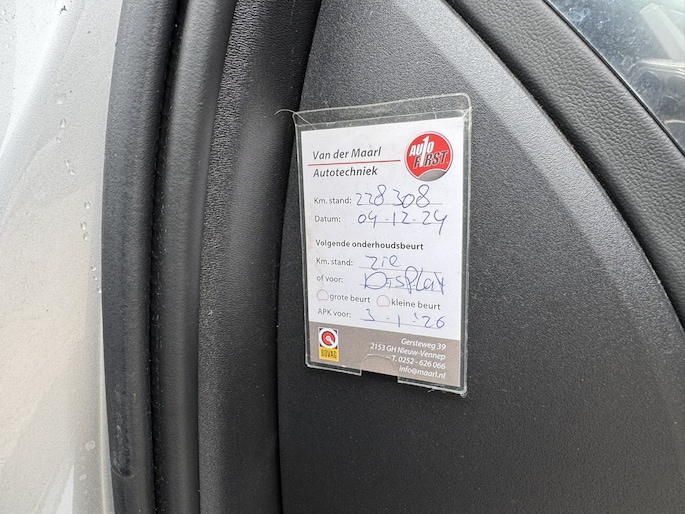 Van der Maarl
Autotechniek
AUTO
FIRST
Km. stand: 228308
Datum: 04-12-24
Volgende onderhoudsbeurt
Km. stand: zie
of voor: DISPLAY
grote beurt kleine beurt
APK voor: 3-1-'26
BOVAG
Gersteweg 39
2153 GH Nieuw-Vennep
T. 0252 - 626 066
info@maarl.nl